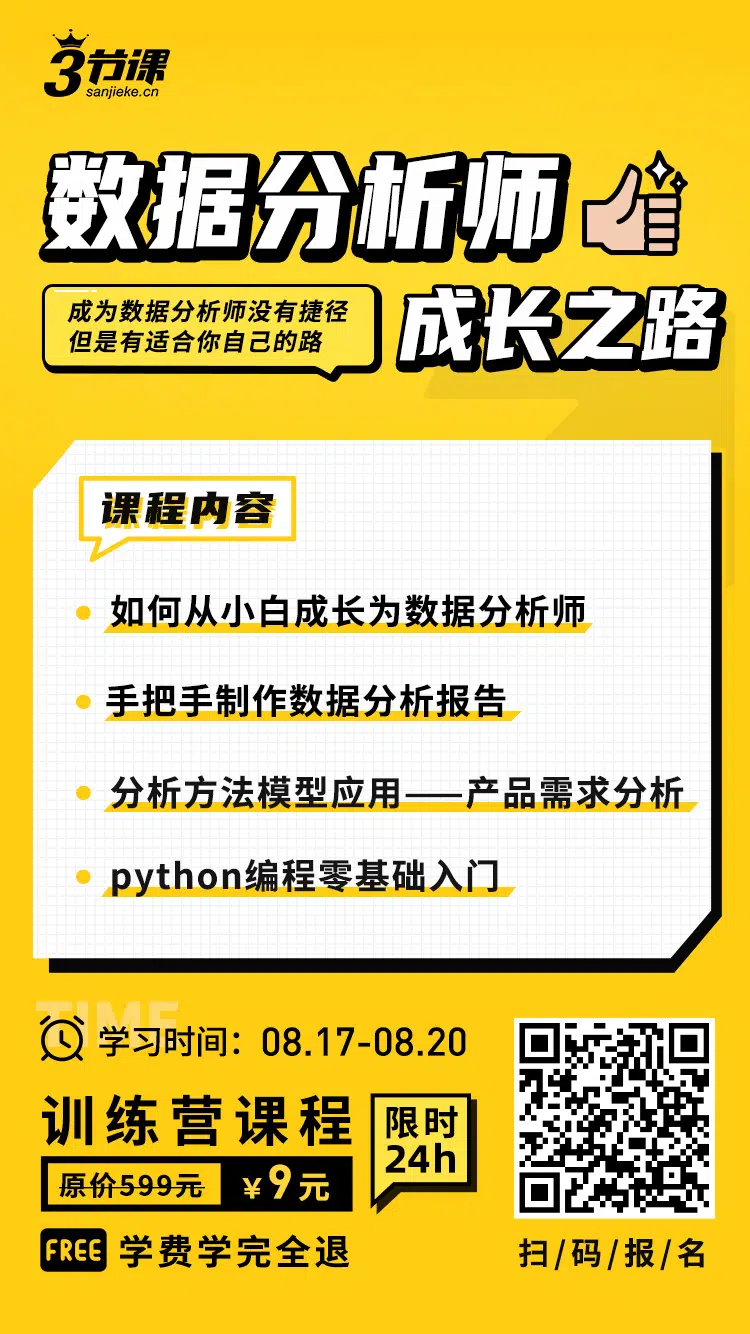 3节课
sanjieke.cn
数据分析师
成为数据分析师没有捷径
但是有适合你自己的路
成长之路
课程内容
如何从小白成长为数据分析师
手把手制作数据分析报告
分析方法模型应用——产品需求分析
python编程零基础入门
TIME
学习时间：08.17-08.20
训练营课程
限时
24h
原价599元
¥9元
FREE 学费学完全退
扫/码/报/名